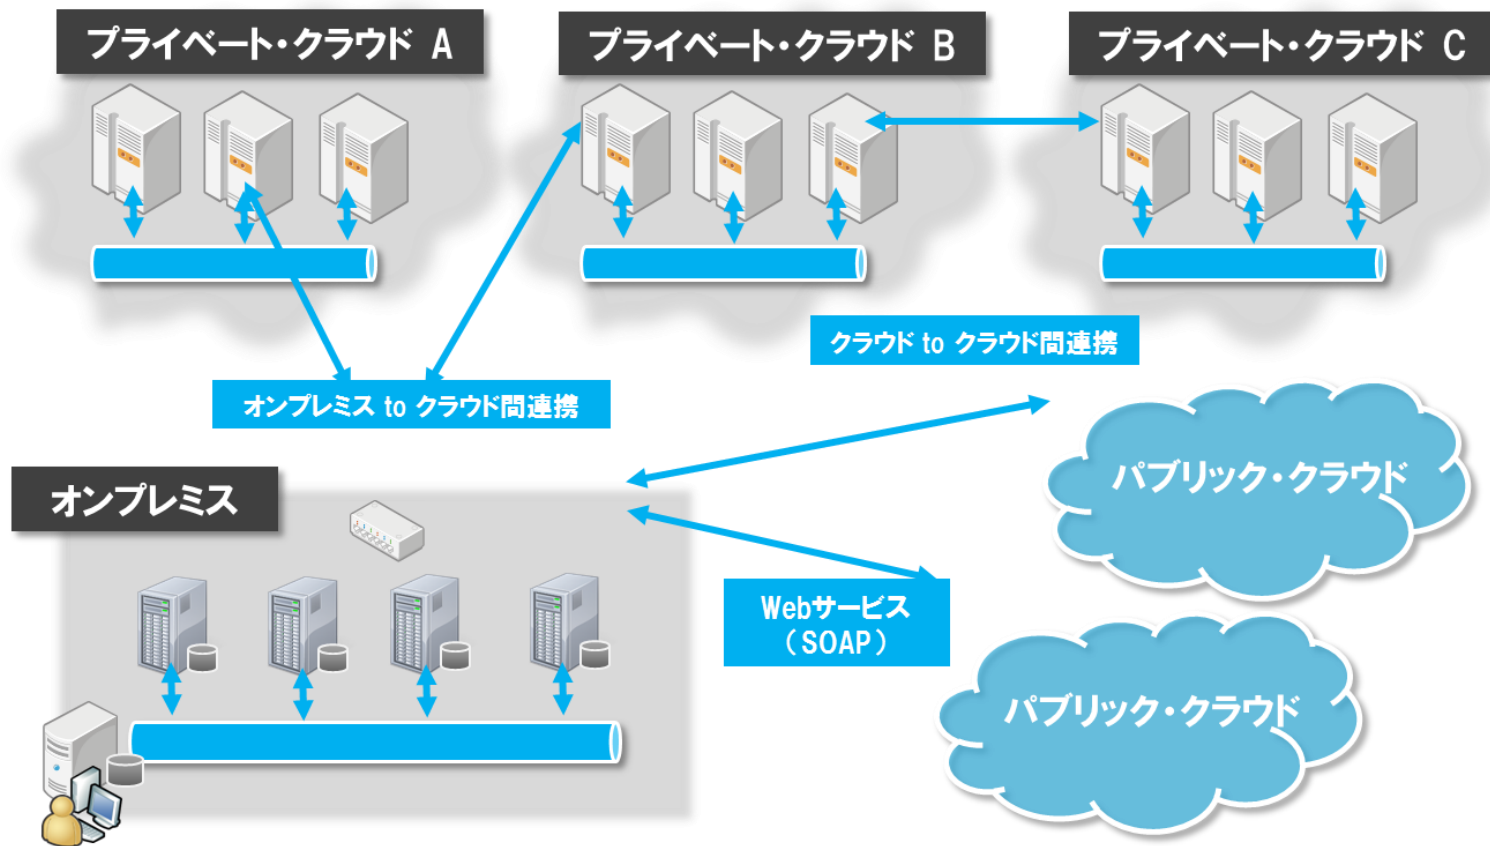 プライベート・クラウド A
プライベート・クラウド B
プライベート・クラウド C
クラウド to クラウド間連携
オンプレミス to クラウド間連携
パブリック・クラウド
オンプレミス
Webサービス
（SOAP）
パブリック・クラウド